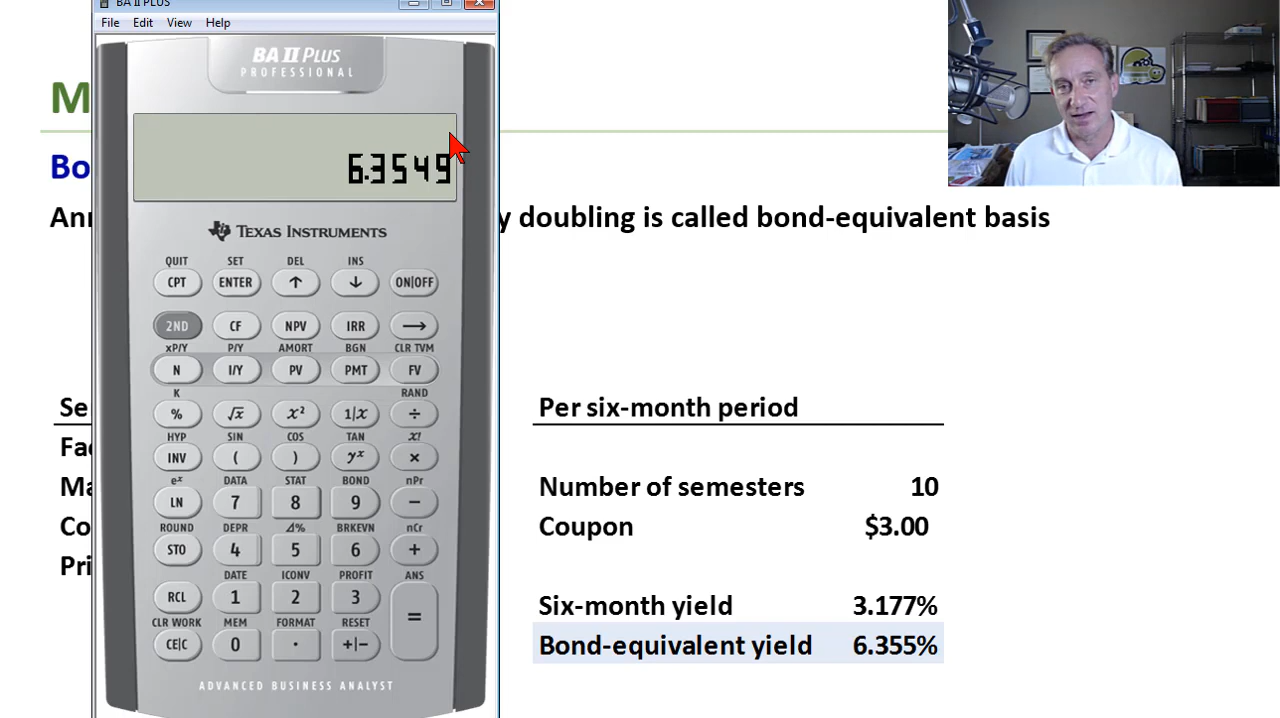 BA II PLUS
File Edit View Help
BA II PLUS
PROFESSIONAL
6.3549
TEXAS INSTRUMENTS
QUIT SET DEL INS
CPT ENTER ↑ ↓ ON|OFF
2ND CF NPV IRR →
xP/Y P/Y AMORT BGN CLR TVM
N I/Y PV PMT FV
K RAND
% √x x² 1/x ÷
HYP SIN COS TAN x!
INV ( ) yˣ ×
eˣ DATA STAT BOND nPr
LN 7 8 9 −
ROUND DEPR Δ% BRKEVN nCr
STO 4 5 6 +
DATE ICONV PROFIT ANS
RCL 1 2 3 =
CLR WORK MEM FORMAT RESET
CE|C 0 . +|−
ADVANCED BUSINESS ANALYST
M
Bo
Ann
y doubling is called bond-equivalent basis
Se
Fac
Ma
Co
Pri
Per six-month period
Number of semesters 10
Coupon $3.00
Six-month yield 3.177%
Bond-equivalent yield 6.355%